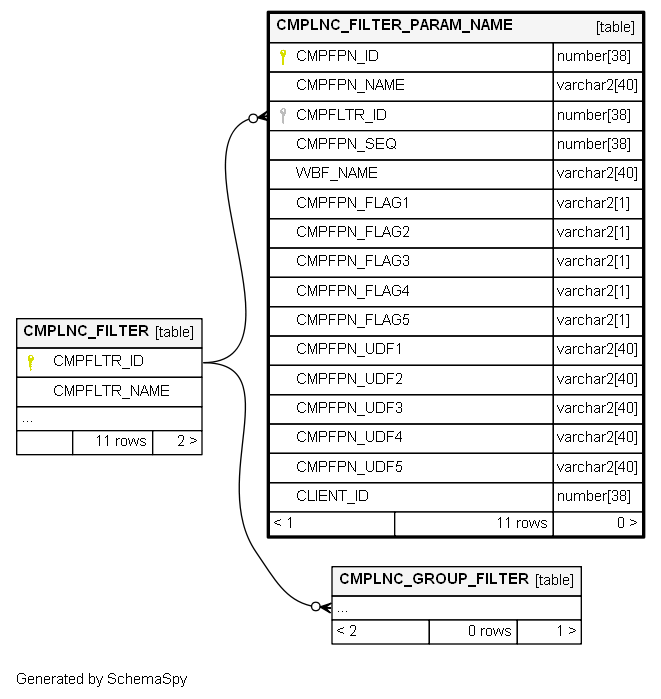 CMPLNC_FILTER_PARAM_NAME [table]
CMPFPN_ID number[38]
CMPFPN_NAME varchar2[40]
CMPFLTR_ID number[38]
CMPFPN_SEQ number[38]
WBF_NAME varchar2[40]
CMPFPN_FLAG1 varchar2[1]
CMPFPN_FLAG2 varchar2[1]
CMPFPN_FLAG3 varchar2[1]
CMPFPN_FLAG4 varchar2[1]
CMPFPN_FLAG5 varchar2[1]
CMPFPN_UDF1 varchar2[40]
CMPFPN_UDF2 varchar2[40]
CMPFPN_UDF3 varchar2[40]
CMPFPN_UDF4 varchar2[40]
CMPFPN_UDF5 varchar2[40]
CLIENT_ID number[38]
< 1 11 rows 0 >
CMPLNC_FILTER [table]
CMPFLTR_ID
CMPFLTR_NAME
...
11 rows 2 >
CMPLNC_GROUP_FILTER [table]
...
< 2 0 rows 1 >
Generated by SchemaSpy